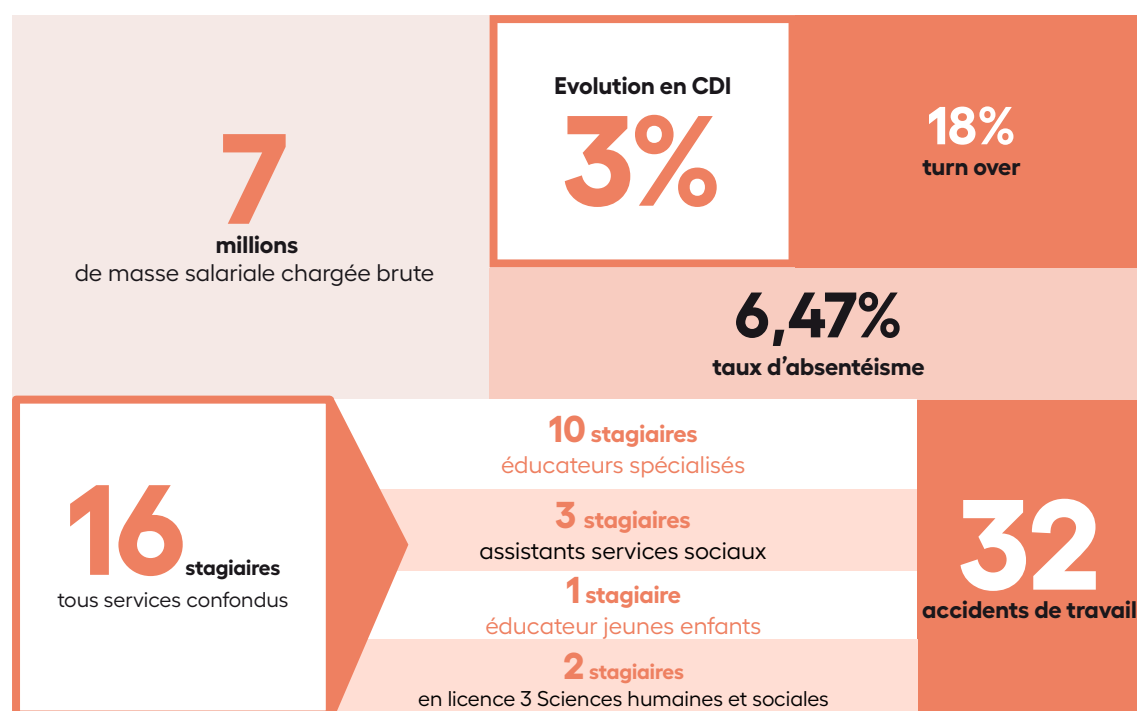 7
millions
de masse salariale chargée brute
Evolution en CDI
3%
18%
turn over
6,47%
taux d'absentéisme
16 stagiaires
tous services confondus
10 stagiaires
éducateurs spécialisés
3 stagiaires
assistants services sociaux
1 stagiaire
éducateur jeunes enfants
2 stagiaires
en licence 3 Sciences humaines et sociales
32
accidents de travail